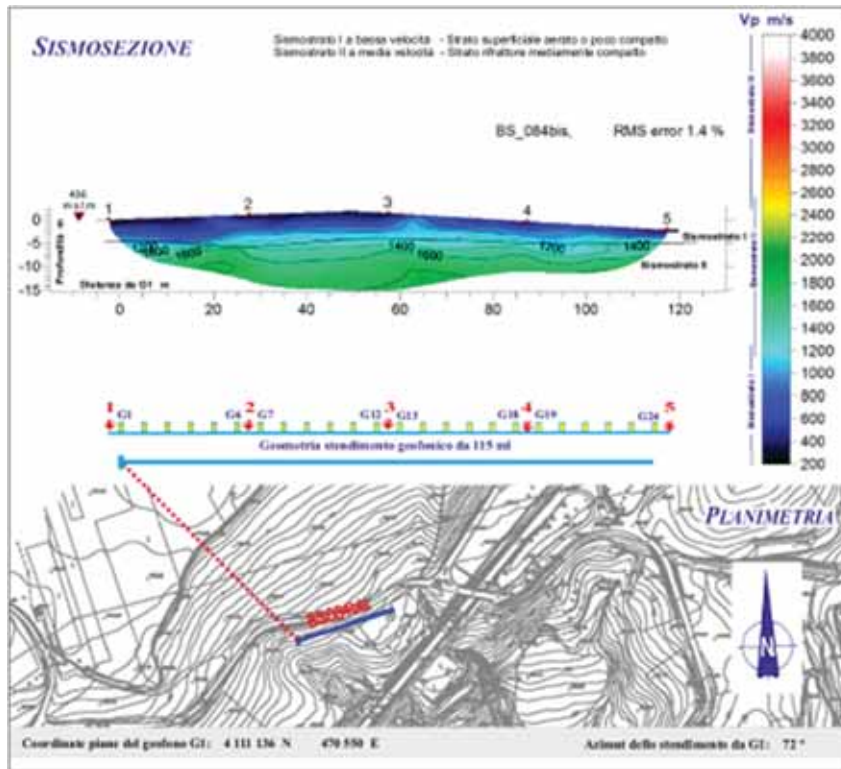 SISMOSEZIONE
Sismostrato I a bassa velocità - Strato superficiale aerato o poco compatto
Sismostrato II a media velocità - Strato rifrattore mediamente compatto
Vp m/s
BS_084bis, RMS error 1.4 %
4000
3800
3600
3400
3200
3000
2800
2600
2400
2200
2000
1800
1600
1400
1200
1000
800
600
400
200
m s.l.m
1 2 3 4 5
0
-5
-10
-15
Profondità m
Distanza da G1 m
1800 1400 1600 1200 1400
Sismostrato I
Sismostrato II
0 20 40 60 80 100 120
1 2 3 4 5
G1 G6 G7 G12 G13 G18 G19 G24
Geometria stendimento geofonico da 115 ml
PLANIMETRIA
N
Coordinate piane del geofono G1: 4 111 136 N 470 550 E
Azimut dello stendimento da G1: 72 °